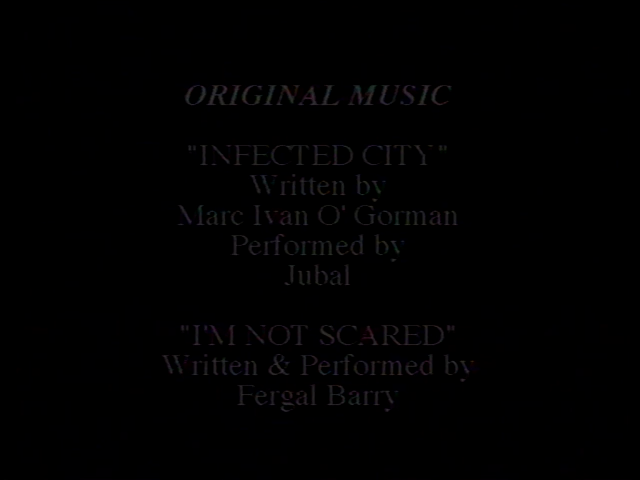 ORIGINAL MUSIC
"INFECTED CITY"
Written by
Marc Ivan O' Gorman
Performed by
Jubal
"I'M NOT SCARED"
Written & Performed by
Fergal Barry